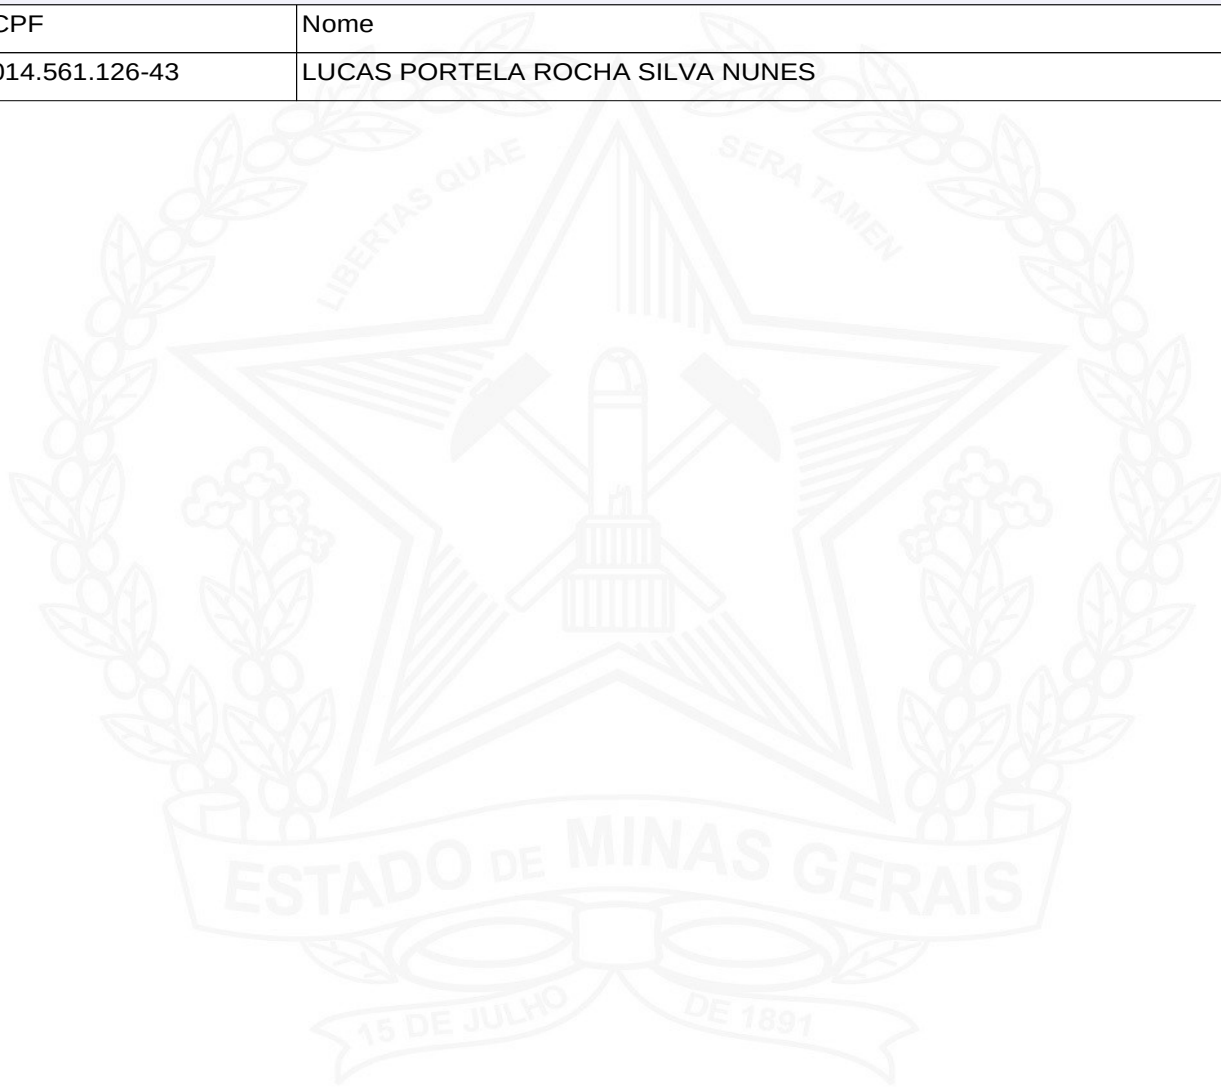 CPF Nome
014.561.126-43 LUCAS PORTELA ROCHA SILVA NUNES
LIBERTAS QUAE SERA TAMEN
ESTADO DE MINAS GERAIS
15 DE JULHO DE 1891